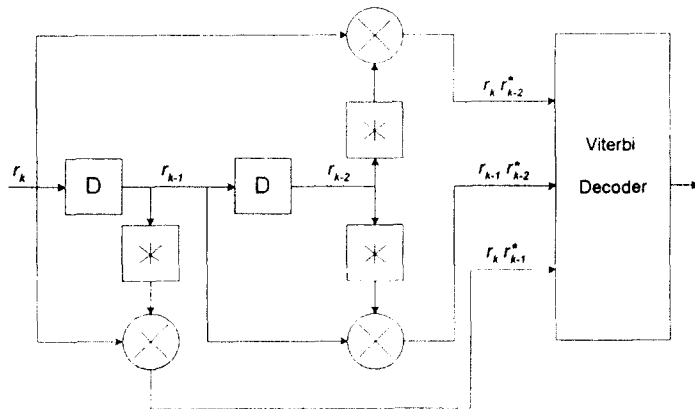 r_k r*_{k-2}
r_k D r_{k-1} D r_{k-2} r_{k-1} r*_{k-2}
Viterbi
Decoder
r_k r*_{k-1}